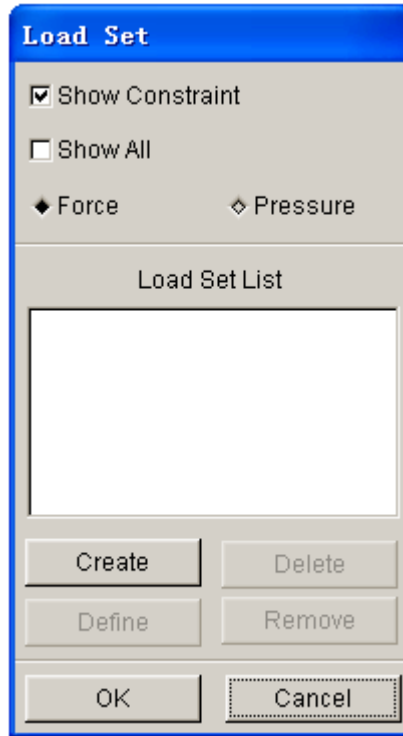 Load Set
Show Constraint
Show All
Force Pressure
Load Set List
Create Delete
Define Remove
OK Cancel